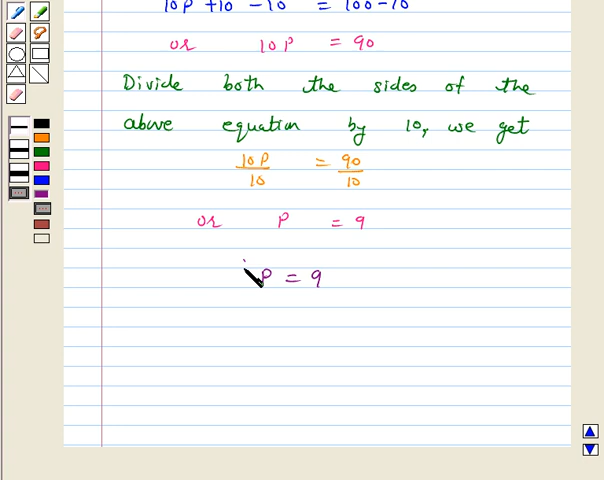 10P + 10 - 10 = 100 - 10
or 10P = 90
Divide both the sides of the
above equation by 10, we get
10P/10 = 90/10
or P = 9
P = 9